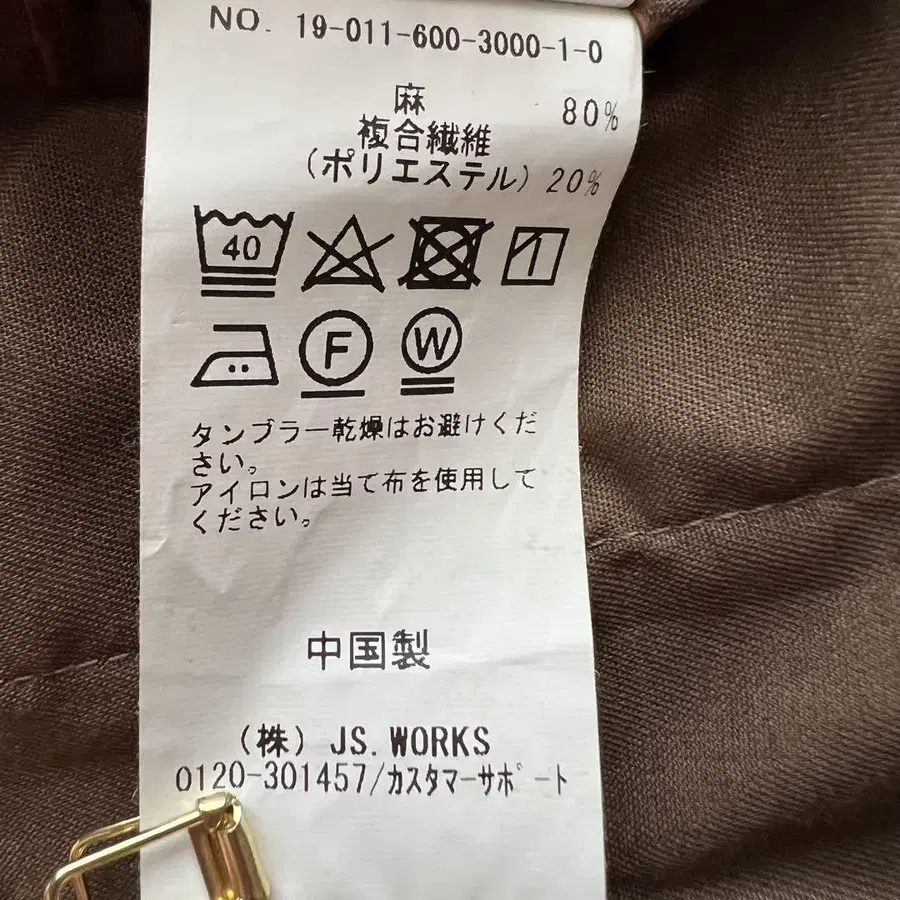 NO. 19-011-600-3000-1-0
麻 80%
複合繊維
(ポリエステル) 20%
40
F W
タンブラー乾燥はお避けくだ
さい。
アイロンは当て布を使用して
ください。
中国製
(株) JS.WORKS
0120-301457/カスタマーサポート